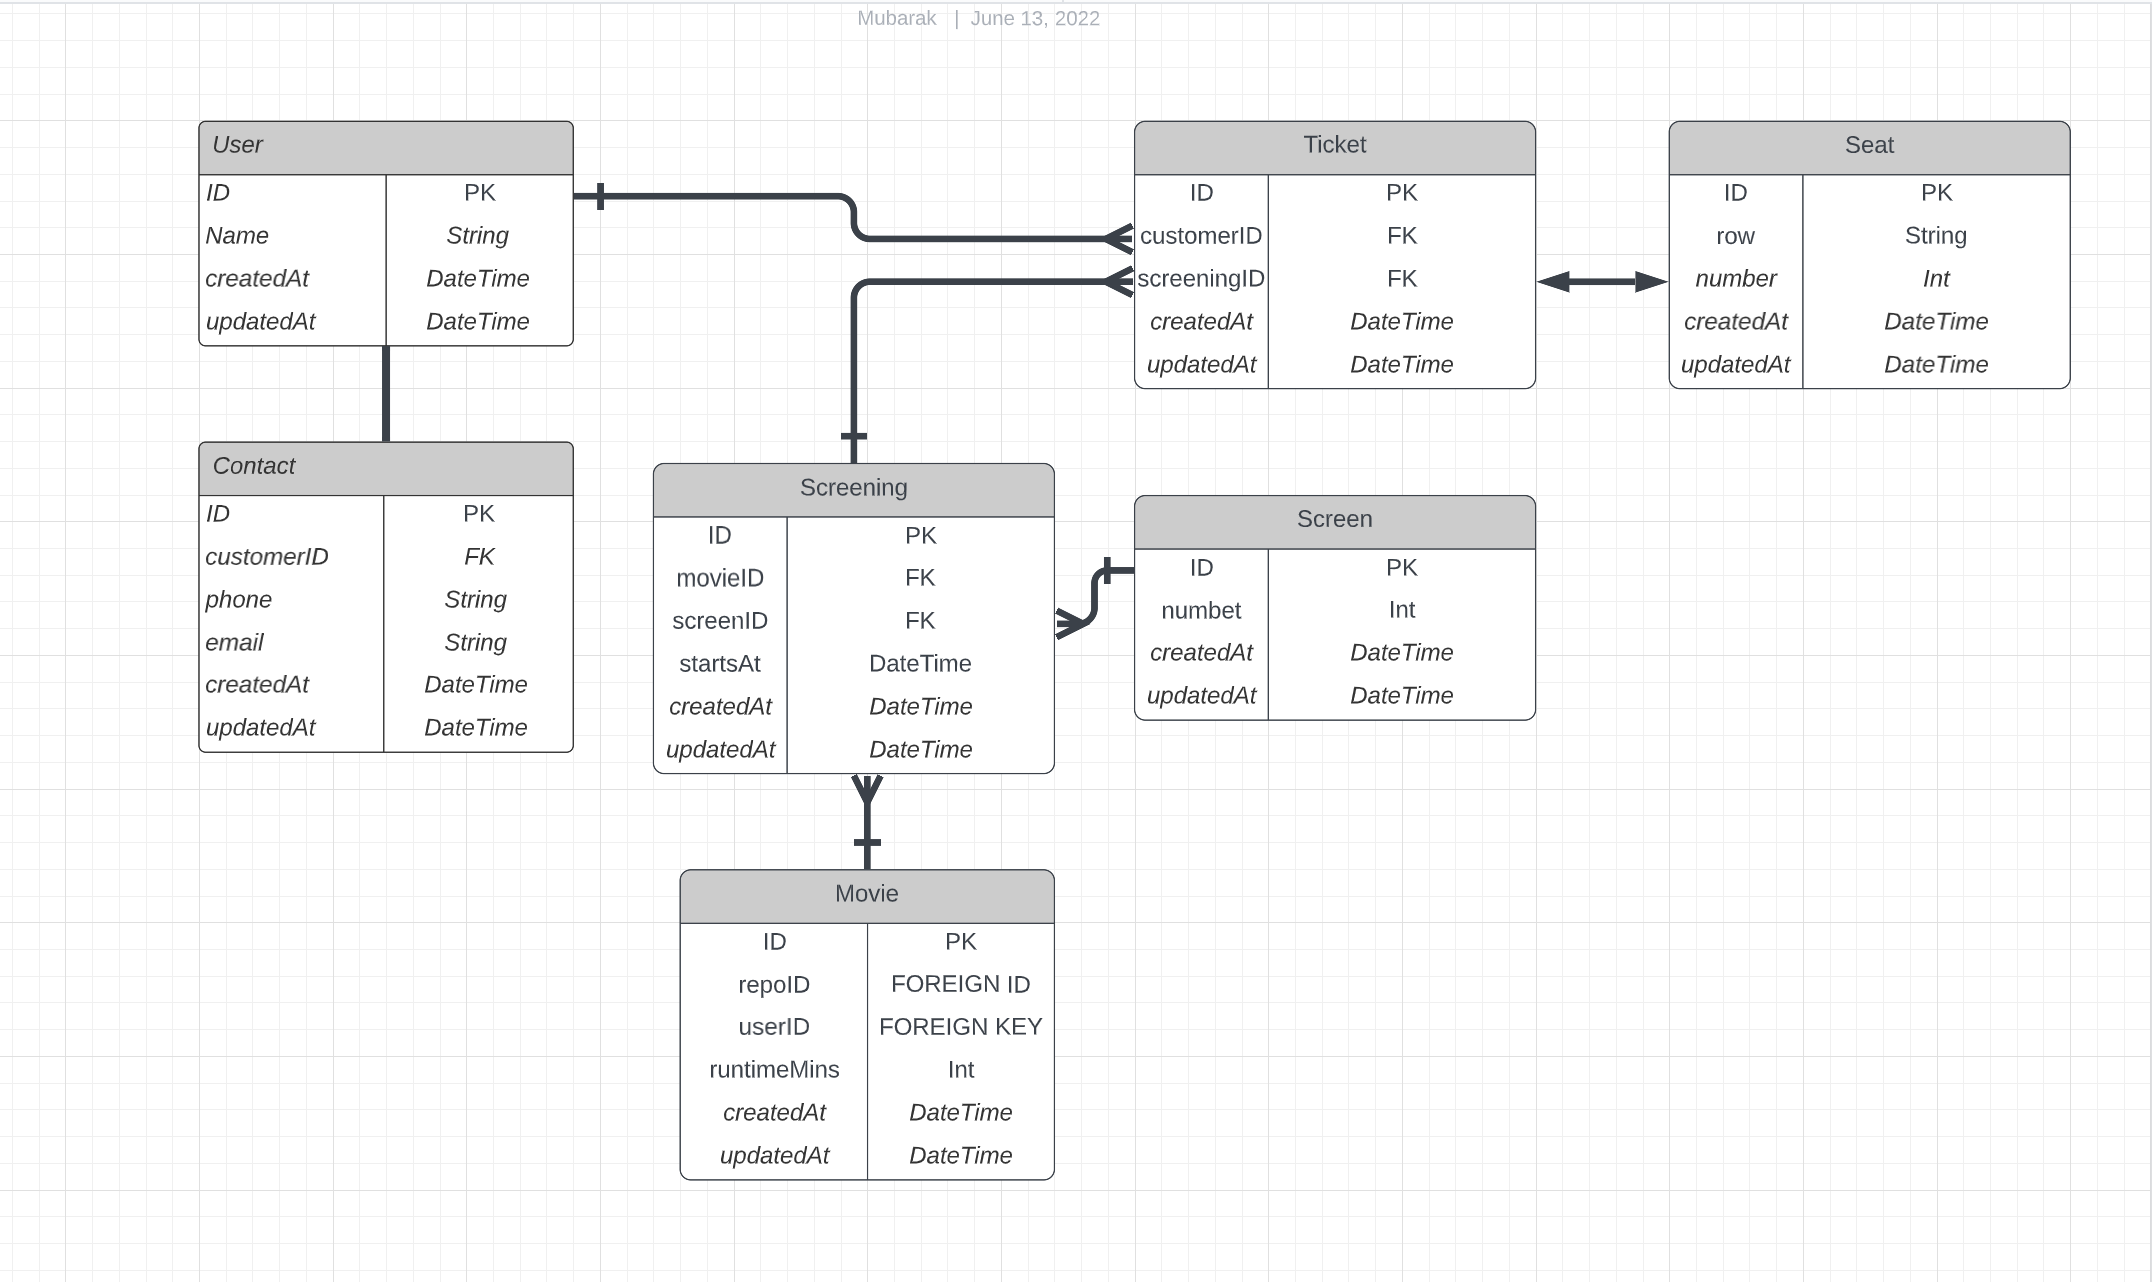 Mubarak | June 13, 2022
User
ID PK
Name String
createdAt DateTime
updatedAt DateTime
Ticket
ID PK
customerID FK
screeningID FK
createdAt DateTime
updatedAt DateTime
Seat
ID PK
row String
number Int
createdAt DateTime
updatedAt DateTime
Contact
ID PK
customerID FK
phone String
email String
createdAt DateTime
updatedAt DateTime
Screening
ID PK
movieID FK
screenID FK
startsAt DateTime
createdAt DateTime
updatedAt DateTime
Screen
ID PK
numbet Int
createdAt DateTime
updatedAt DateTime
Movie
ID PK
repoID FOREIGN ID
userID FOREIGN KEY
runtimeMins Int
createdAt DateTime
updatedAt DateTime